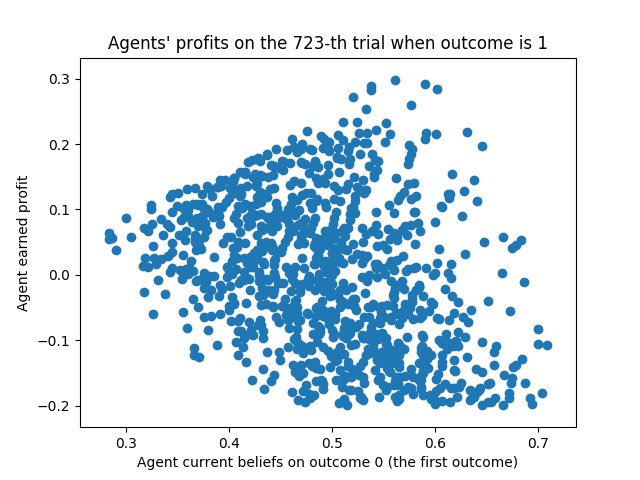 Agents' profits on the 723-th trial when outcome is 1
Agent earned profit
0.3
0.2
0.1
0.0
−0.1
−0.2
0.3 0.4 0.5 0.6 0.7
Agent current beliefs on outcome 0 (the first outcome)